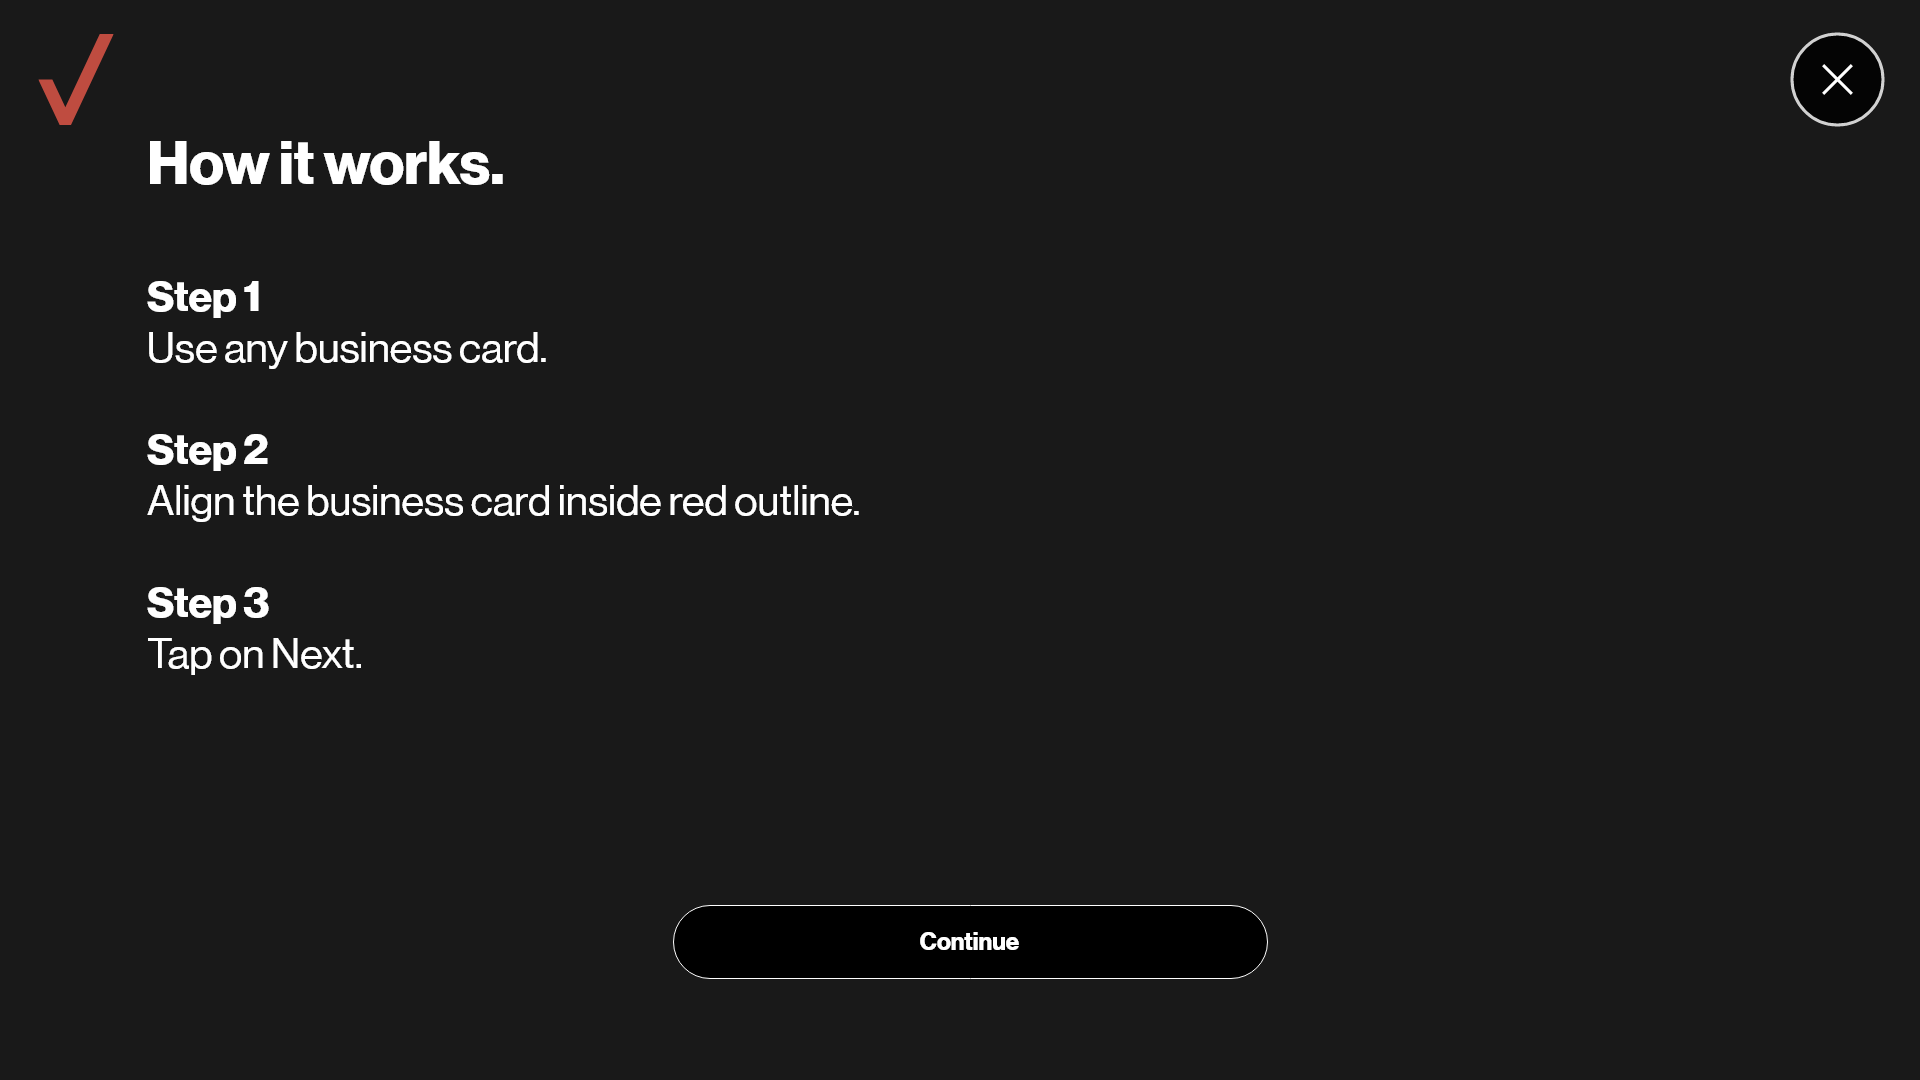 How it works.
Step 1
Use any business card.
Step 2
Align the business card inside red outline.
Step 3
Tap on Next.
Continue